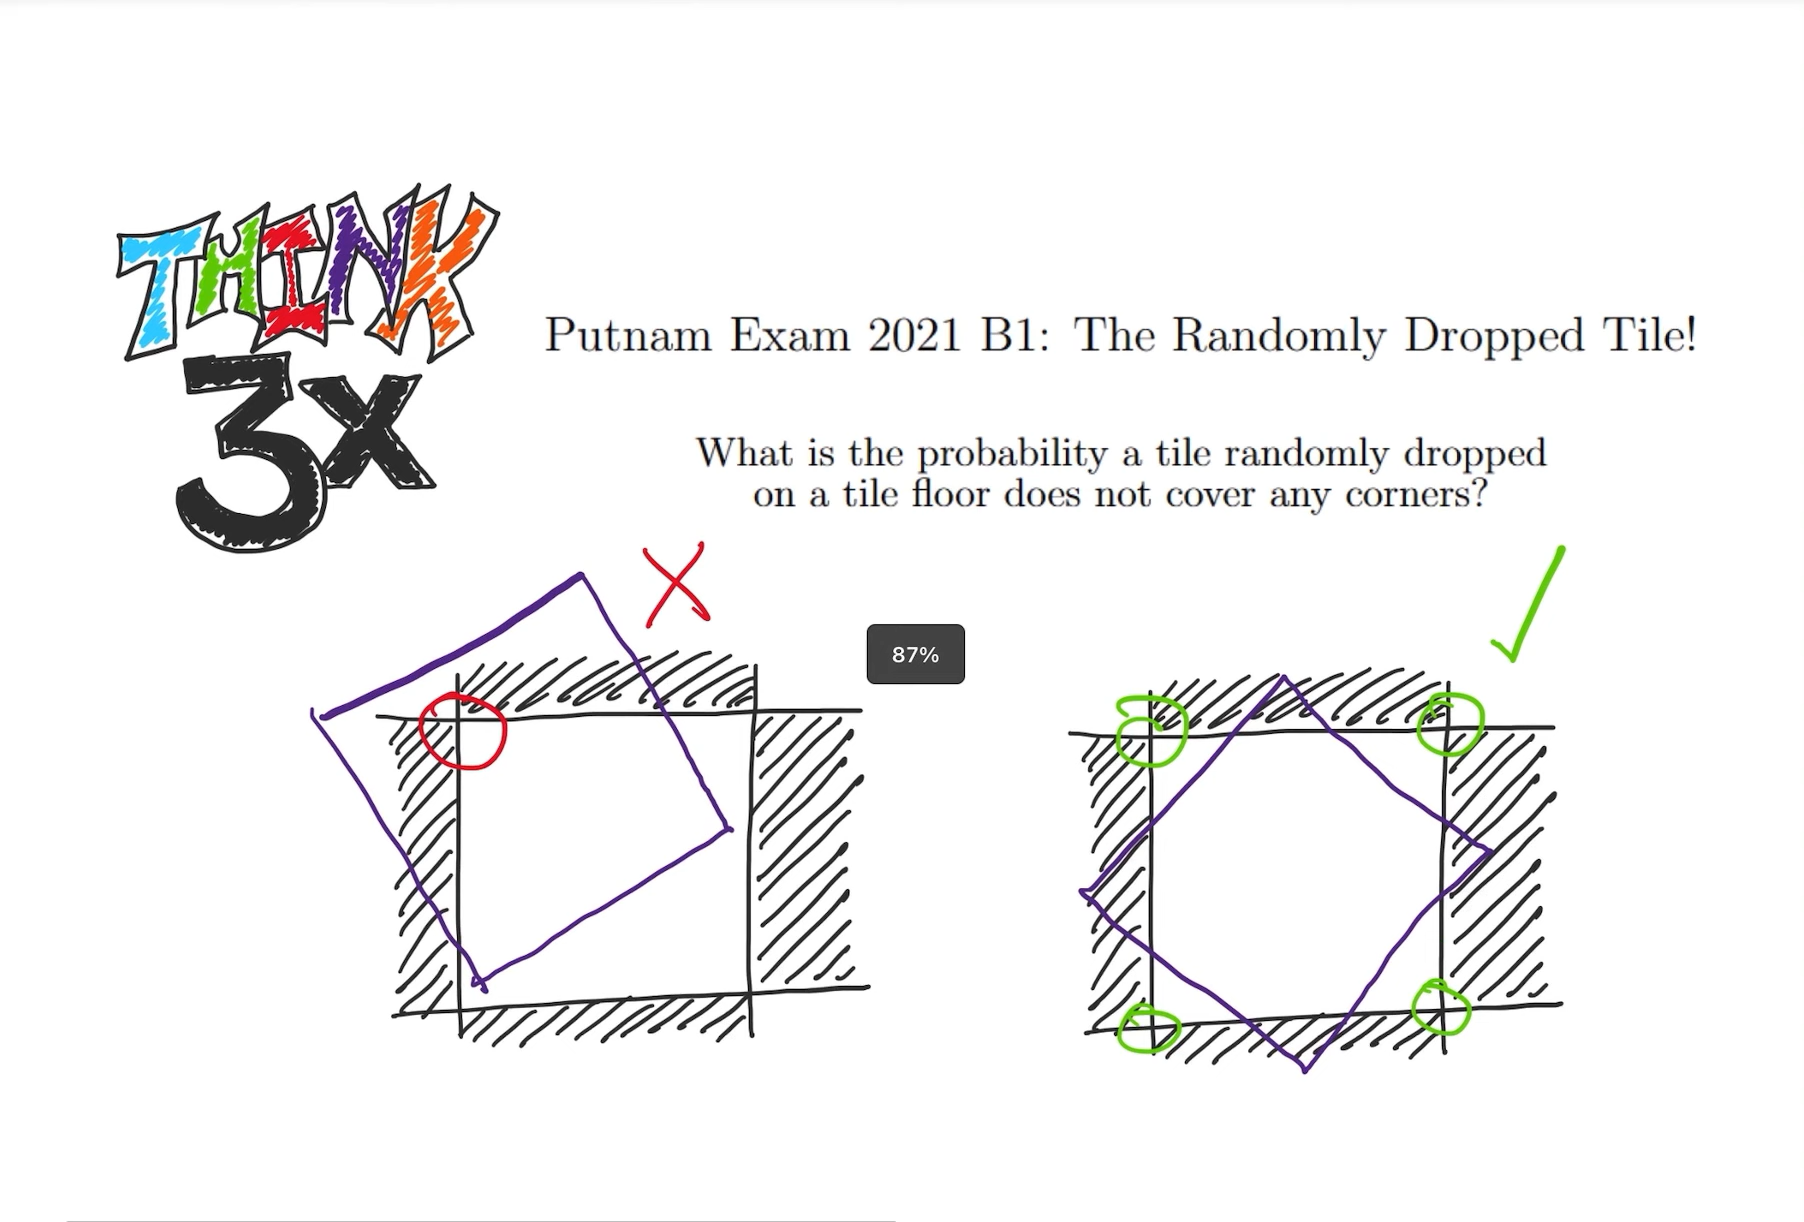 THINK
3x
Putnam Exam 2021 B1: The Randomly Dropped Tile!
What is the probability a tile randomly dropped
on a tile floor does not cover any corners?
87%